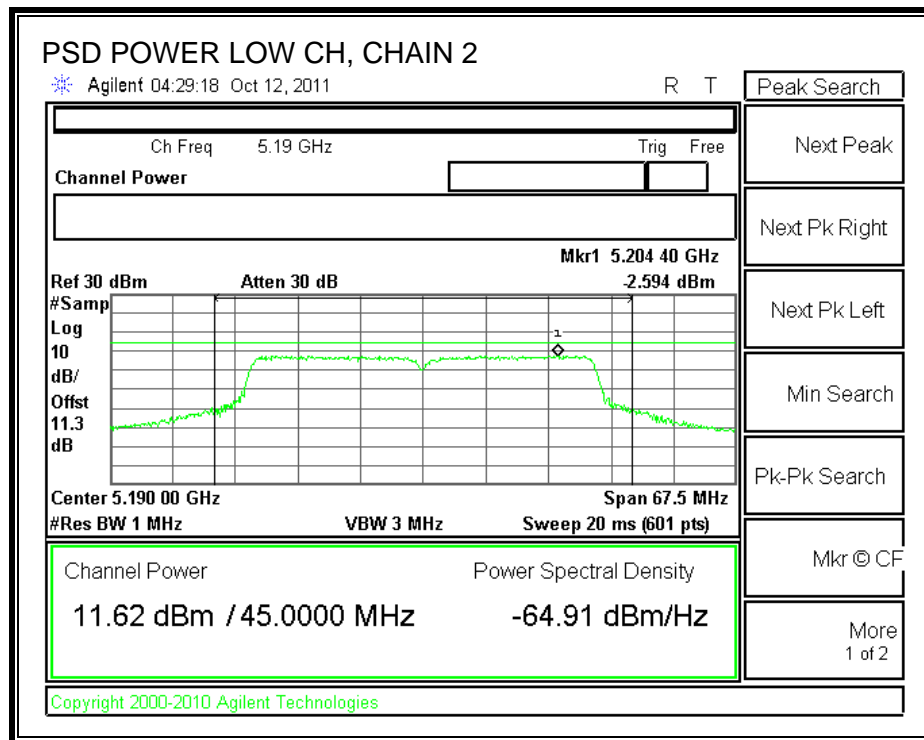 PSD POWER LOW CH, CHAIN 2
Agilent 04:29:18 Oct 12, 2011 R T
Peak Search
Ch Freq 5.19 GHz Trig Free
Channel Power
Mkr1 5.204 40 GHz
Ref 30 dBm Atten 30 dB -2.594 dBm
#Samp
Log
10
dB/
Offst
11.3
dB
1
Center 5.190 00 GHz Span 67.5 MHz
#Res BW 1 MHz VBW 3 MHz Sweep 20 ms (601 pts)
Channel Power Power Spectral Density
11.62 dBm / 45.0000 MHz -64.91 dBm/Hz
Next Peak
Next Pk Right
Next Pk Left
Min Search
Pk-Pk Search
Mkr © CF
More
1 of 2
Copyright 2000-2010 Agilent Technologies